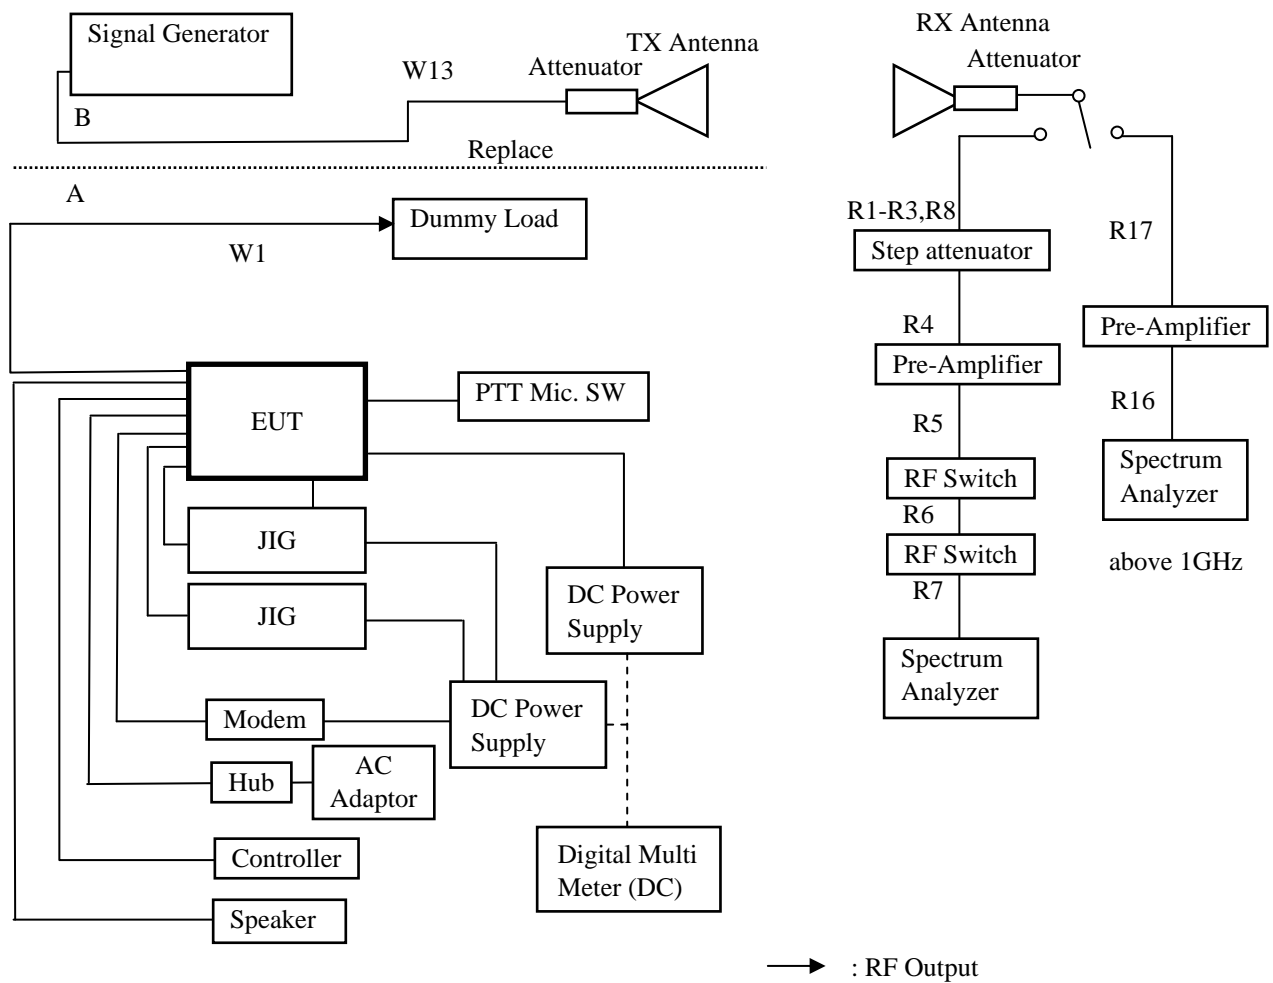 Signal Generator
TX Antenna
Attenuator
W13
B
Replace
A
W1
Dummy Load
EUT
PTT Mic. SW
JIG
JIG
DC Power
Supply
Modem
DC Power
Supply
Hub
AC
Adaptor
Controller
Speaker
Digital Multi
Meter (DC)
RX Antenna
Attenuator
R1-R3,R8
Step attenuator
R4
Pre-Amplifier
R5
RF Switch
R6
RF Switch
R7
Spectrum
Analyzer
R17
Pre-Amplifier
R16
Spectrum
Analyzer
above 1GHz
: RF Output